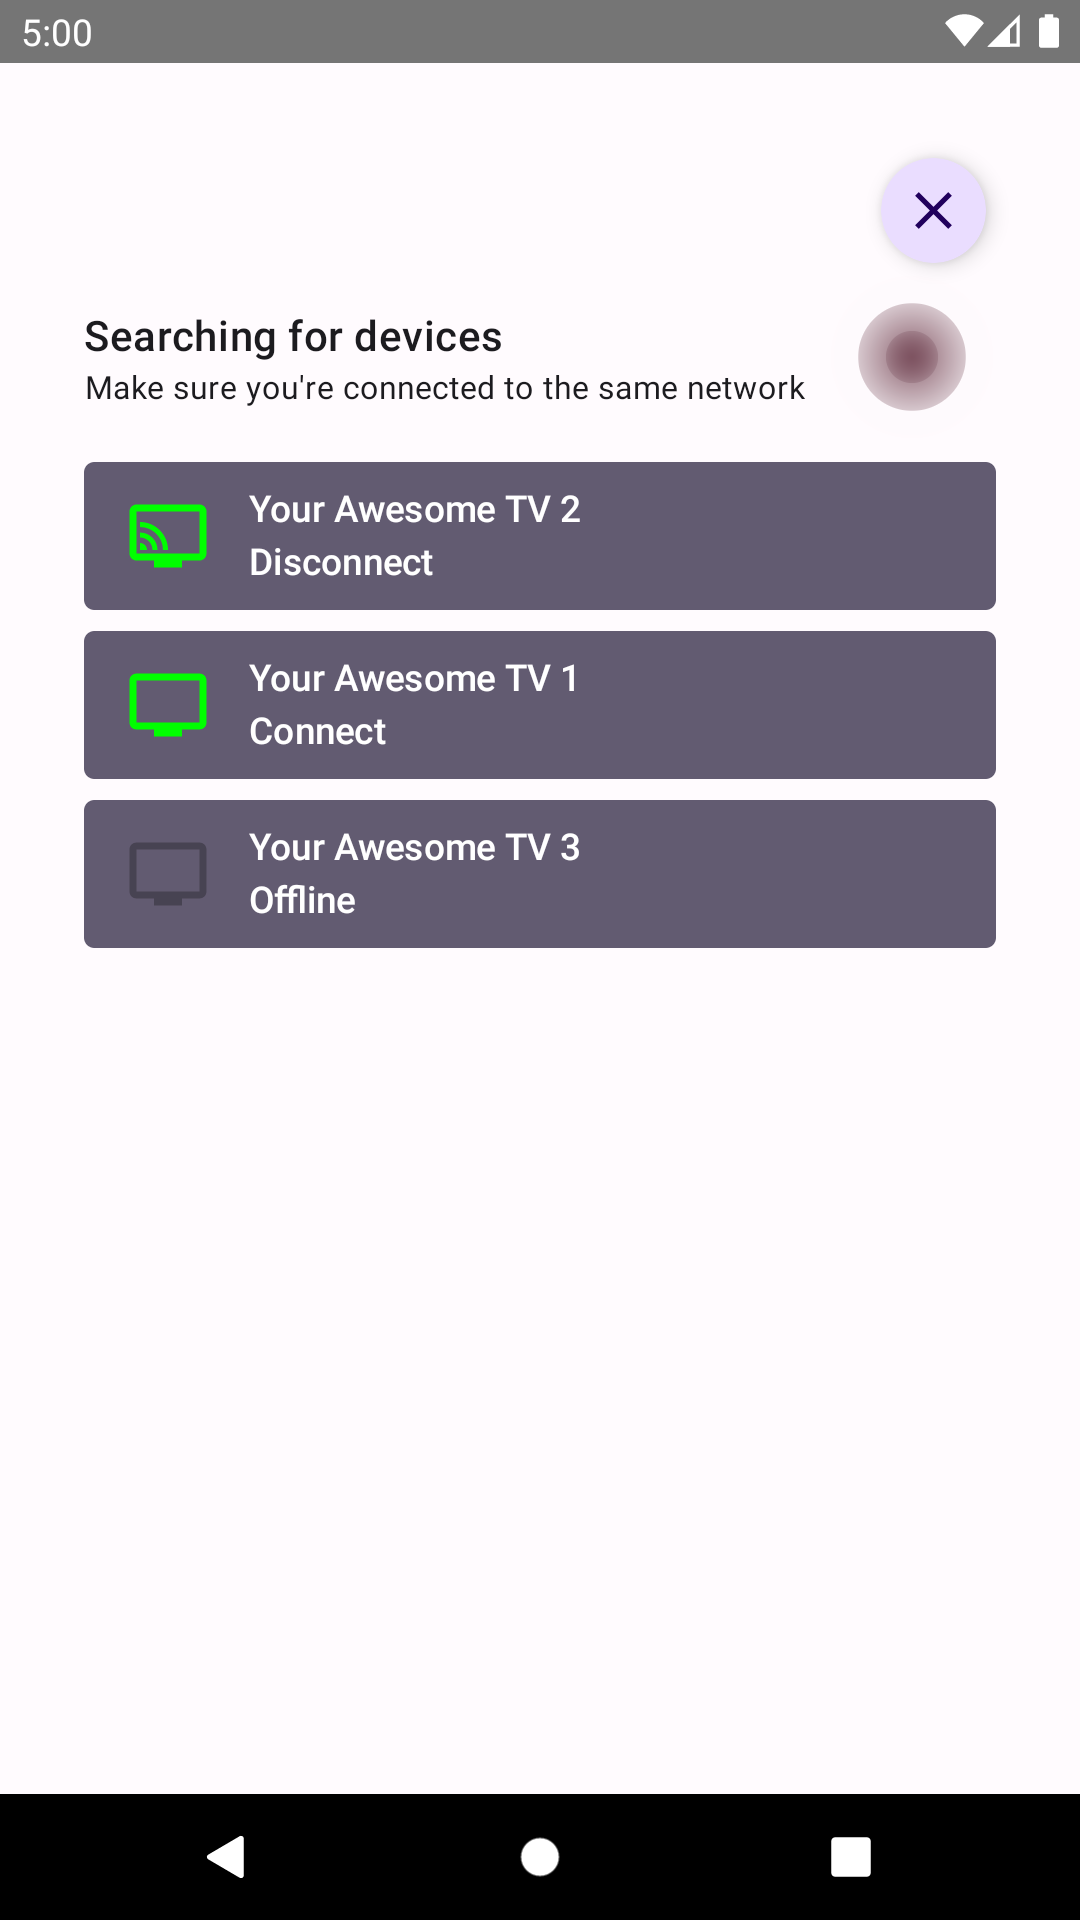 5:00
Searching for devices
Make sure you're connected to the same network
Your Awesome TV 2
Disconnect
Your Awesome TV 1
Connect
Your Awesome TV 3
Offline